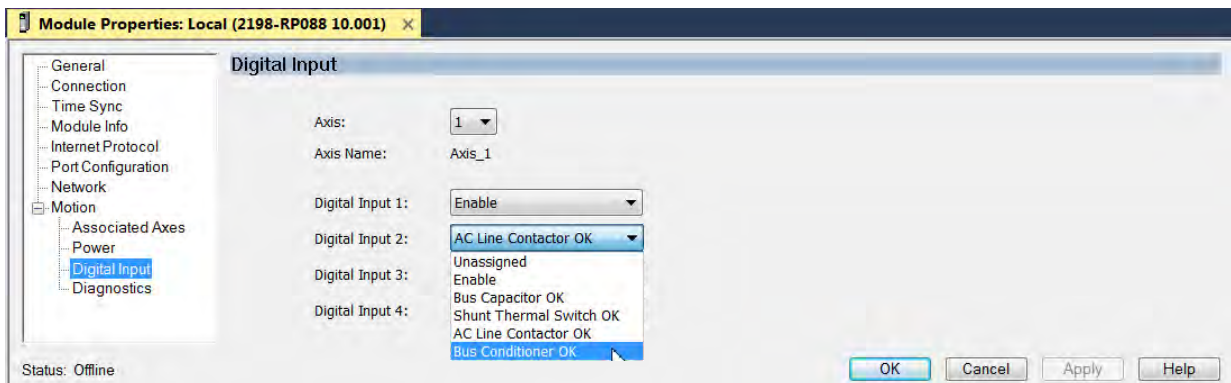 Module Properties: Local (2198-RP088 10.001) ×
General
Connection
Time Sync
Module Info
Internet Protocol
Port Configuration
Network
Motion
Associated Axes
Power
Digital Input
Diagnostics
Digital Input
Axis: 1
Axis Name: Axis_1
Digital Input 1: Enable
Digital Input 2: AC Line Contactor OK
Digital Input 3:
Digital Input 4:
Unassigned
Enable
Bus Capacitor OK
Shunt Thermal Switch OK
AC Line Contactor OK
Bus Conditioner OK
Status: Offline
OK Cancel Apply Help